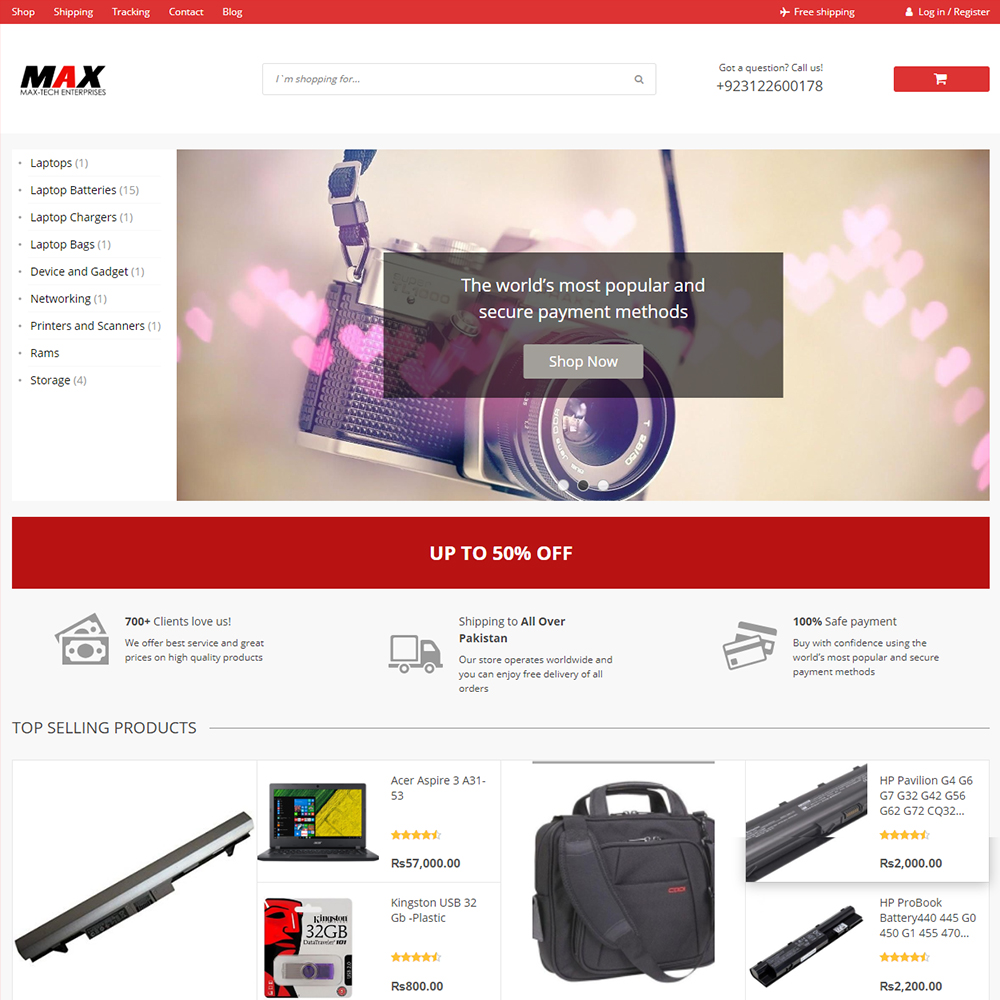 Shop Shipping Tracking Contact Blog Free shipping Log in / Register
MAX
MAX-TECH ENTERPRISES
I`m shopping for...
Got a question? Call us!
+923122600178
Laptops (1)
Laptop Batteries (15)
Laptop Chargers (1)
Laptop Bags (1)
Device and Gadget (1)
Networking (1)
Printers and Scanners (1)
Rams
Storage (4)
The world’s most popular and
secure payment methods
Shop Now
UP TO 50% OFF
700+ Clients love us!
We offer best service and great
prices on high quality products
Shipping to All Over
Pakistan
Our store operates worldwide and
you can enjoy free delivery of all
orders
100% Safe payment
Buy with confidence using the
world’s most popular and secure
payment methods
TOP SELLING PRODUCTS
Acer Aspire 3 A31-
53
Rs57,000.00
Kingston
32GB
DataTraveler 101
Kingston USB 32
Gb -Plastic
Rs800.00
HP Pavilion G4 G6
G7 G32 G42 G56
G62 G72 CQ32...
Rs2,000.00
HP ProBook
Battery440 445 G0
450 G1 455 470...
Rs2,200.00